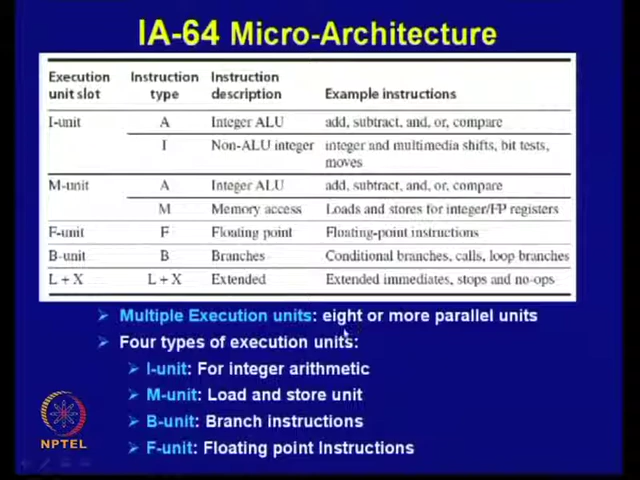 IA-64 Micro-Architecture
Execution unit slot Instruction type Instruction description Example instructions
I-unit A Integer ALU add, subtract, and, or, compare
I Non-ALU integer integer and multimedia shifts, bit tests, moves
M-unit A Integer ALU add, subtract, and, or, compare
M Memory access Loads and stores for integer/FP registers
F-unit F Floating point Floating-point instructions
B-unit B Branches Conditional branches, calls, loop branches
L + X L + X Extended Extended immediates, stops and no-ops
Multiple Execution units: eight or more parallel units
Four types of execution units:
I-unit: For integer arithmetic
M-unit: Load and store unit
B-unit: Branch instructions
F-unit: Floating point Instructions
NPTEL